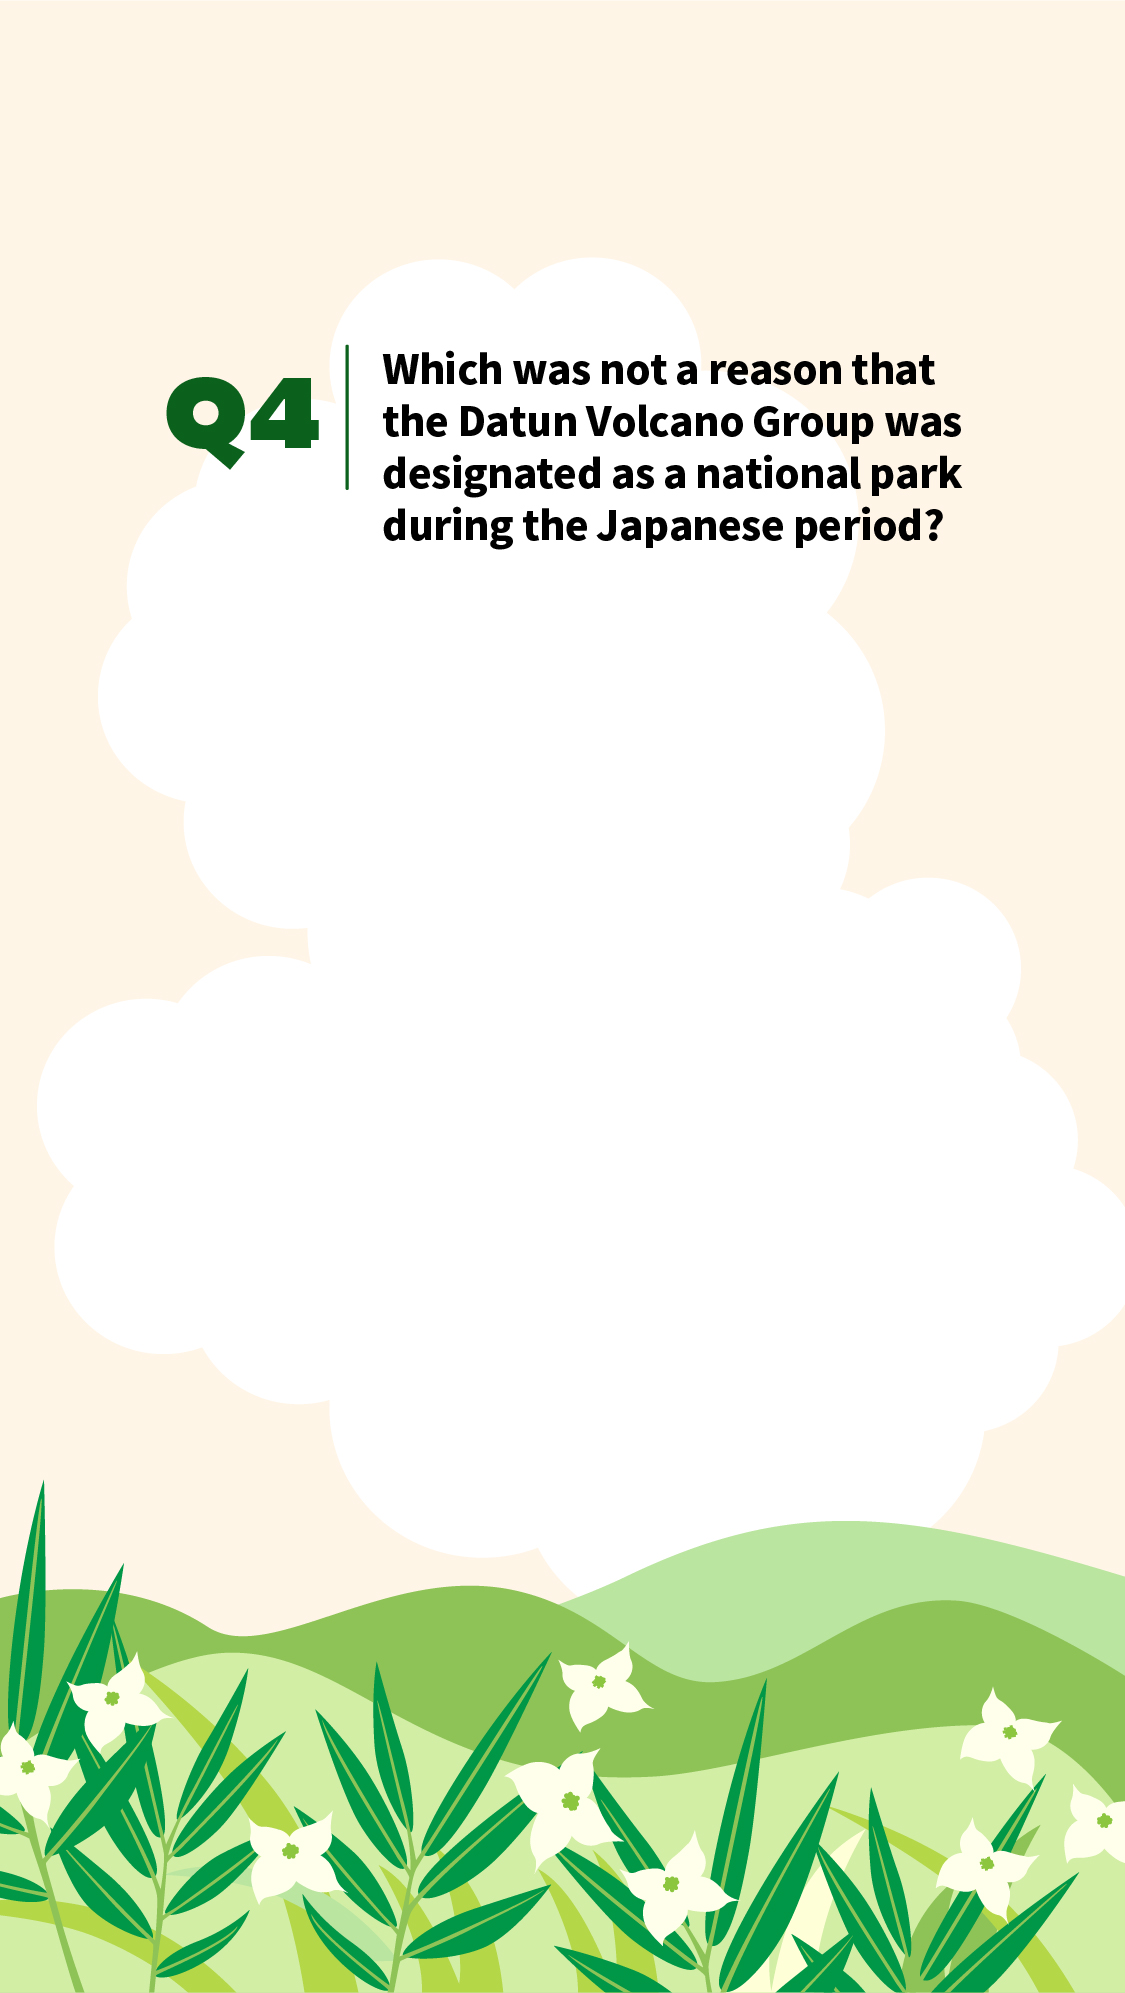 Q4
Which was not a reason that
the Datun Volcano Group was
designated as a national park
during the Japanese period?